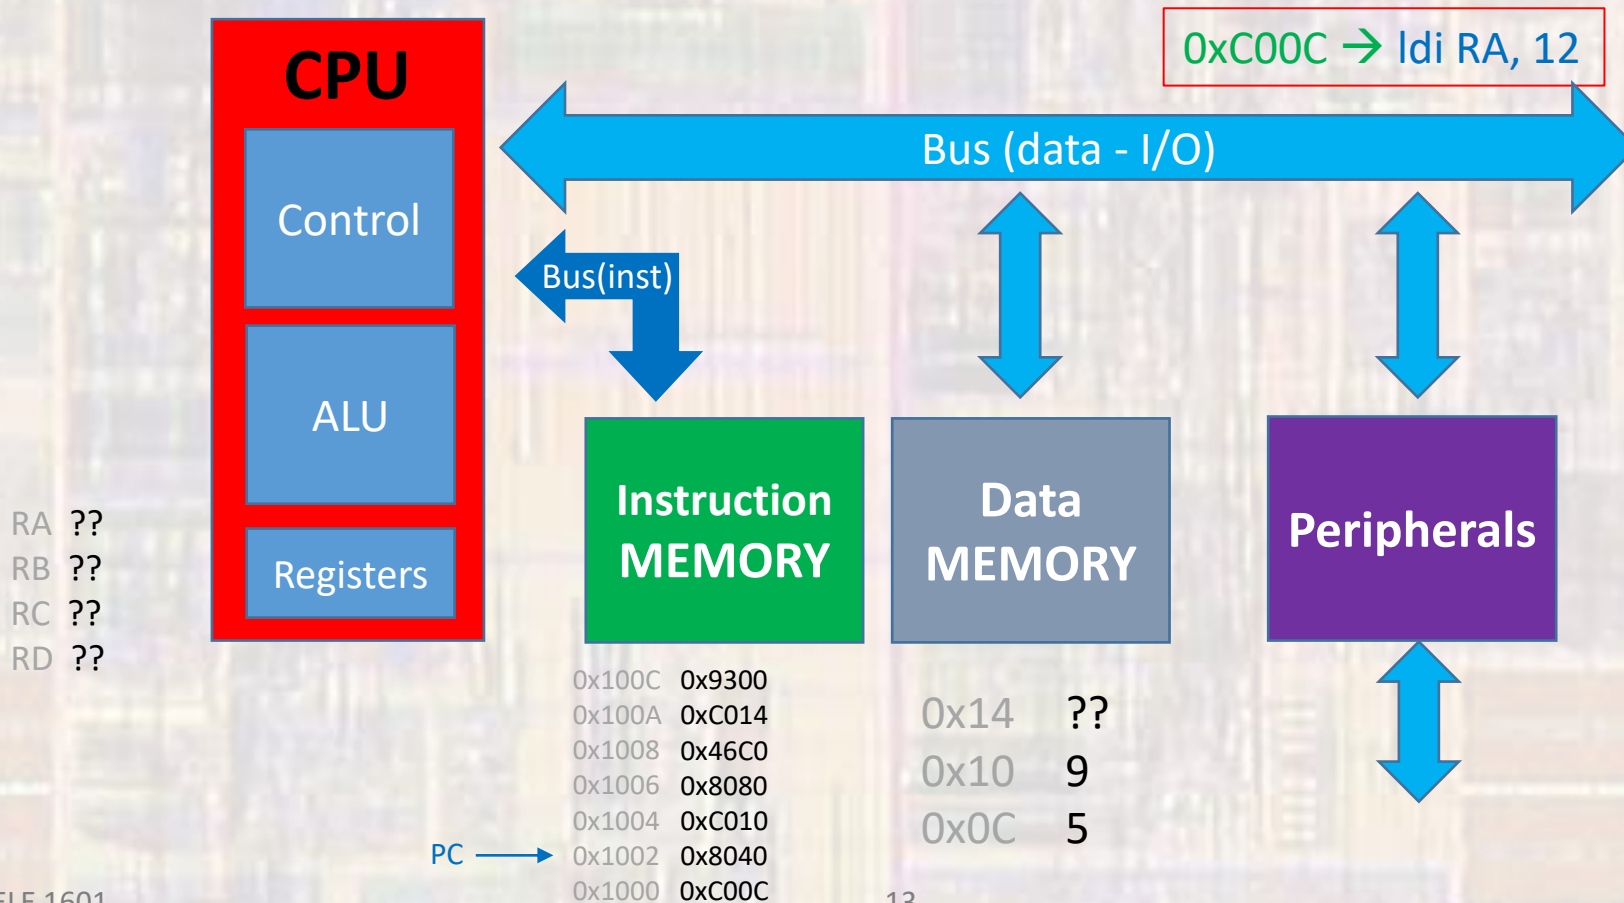 0xC00C → ldi RA, 12
CPU
Bus (data - I/O)
Control
Bus(inst)
ALU
Registers
Instruction
MEMORY
Data
MEMORY
Peripherals
RA ??
RB ??
RC ??
RD ??
0x100C 0x9300
0x100A 0xC014
0x1008 0x46C0
0x1006 0x8080
0x1004 0xC010
PC 0x1002 0x8040
0x1000 0xC00C
0x14 ??
0x10 9
0x0C 5
1601
13